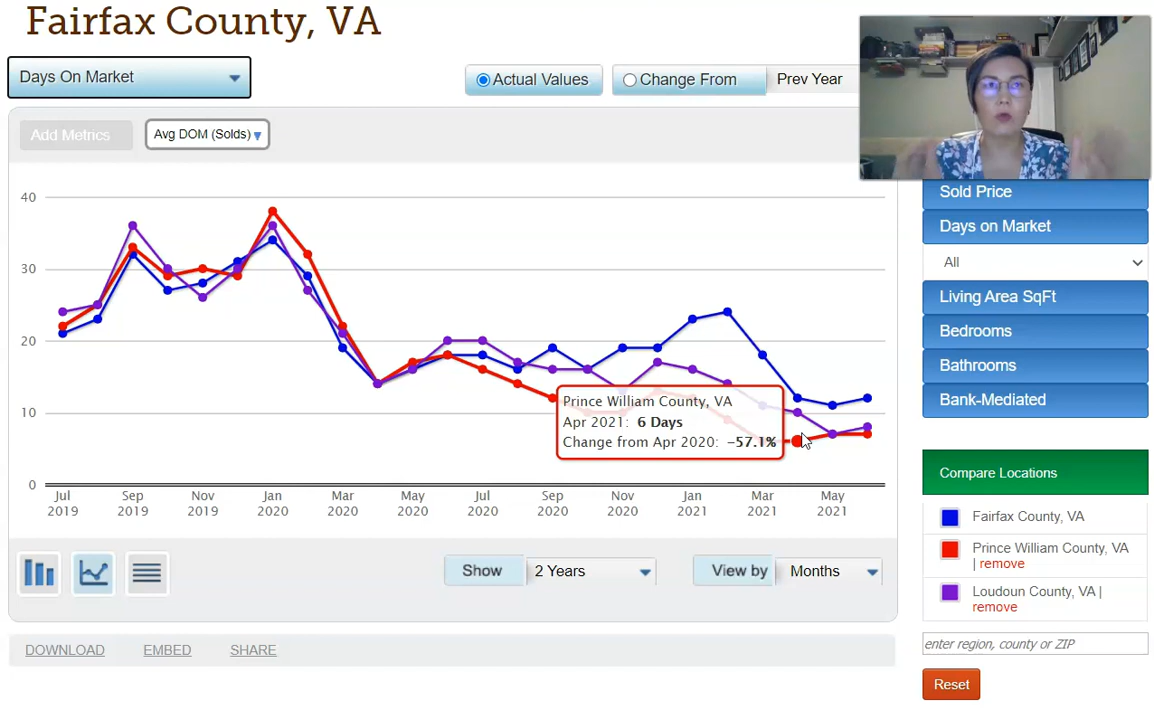 Fairfax County, VA
Days On Market
Actual Values
Change From
Prev Year
Add Metrics
Avg DOM (Solds)
40
30
20
10
0
Prince William County, VA
Apr 2021: 6 Days
Change from Apr 2020: −57.1%
Jul Sep Nov Jan Mar May Jul Sep Nov Jan Mar May
2019 2019 2019 2020 2020 2020 2020 2020 2020 2021 2021 2021
Show 2 Years
View by Months
DOWNLOAD EMBED SHARE
Sold Price
Days on Market
All
Living Area SqFt
Bedrooms
Bathrooms
Bank-Mediated
Compare Locations
Fairfax County, VA
Prince William County, VA
| remove
Loudoun County, VA |
remove
enter region, county or ZIP
Reset